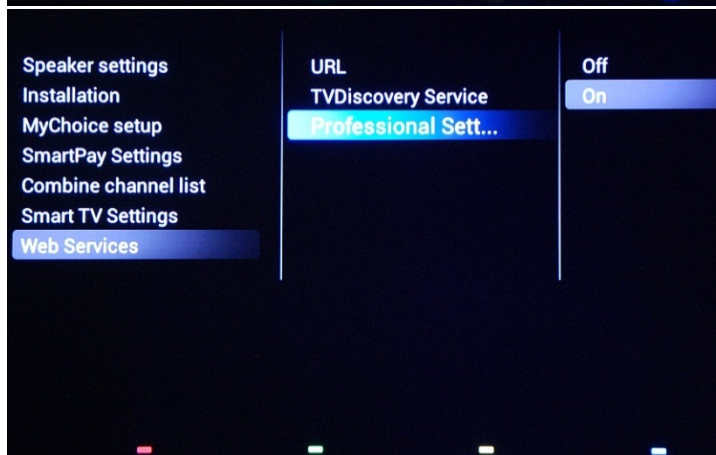 Speaker settings
Installation
MyChoice setup
SmartPay Settings
Combine channel list
Smart TV Settings
Web Services
URL
TVDiscovery Service
Professional Sett...
Off
On